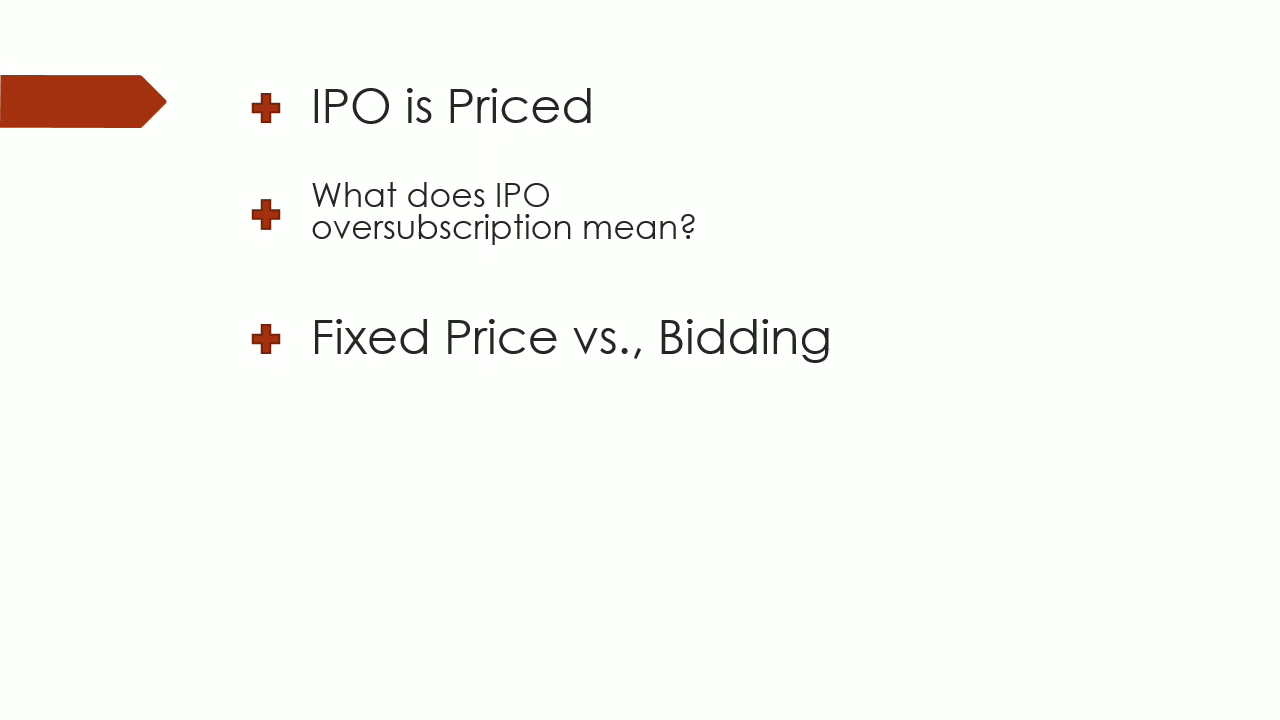 IPO is Priced
What does IPO
oversubscription mean?
Fixed Price vs., Bidding